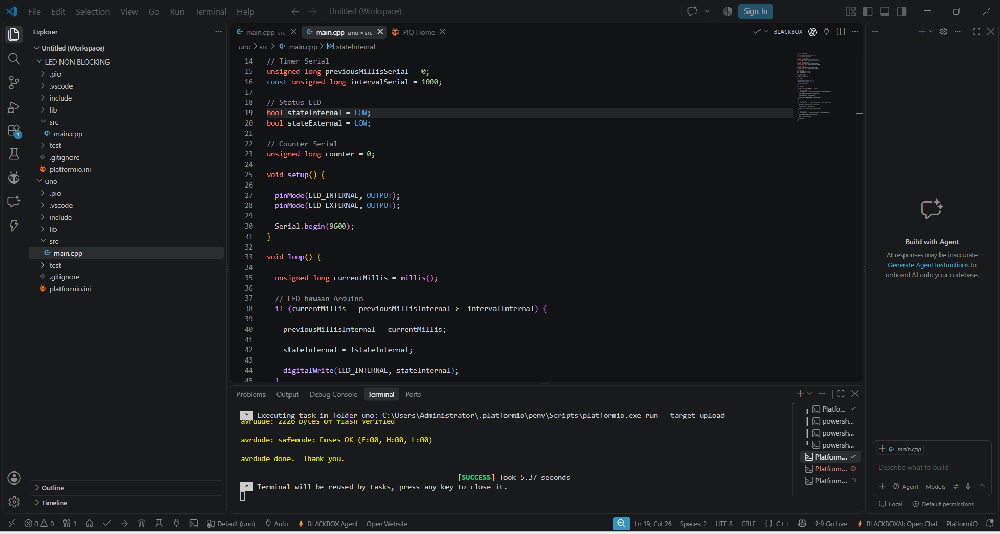 File Edit Selection View Go Run Terminal Help
Untitled (Workspace)
Sign In
Explorer
Untitled (Workspace)
LED NON BLOCKING
.pio
.vscode
include
lib
src
main.cpp
test
.gitignore
platformio.ini
uno
.pio
.vscode
include
lib
src
main.cpp
test
.gitignore
platformio.ini
Outline
Timeline
1
main.cpp src
main.cpp uno • src
PIO Home
BLACKBOX
uno > src > main.cpp > stateInternal
14 // Timer Serial
15 unsigned long previousMillisSerial = 0;
16 const unsigned long intervalSerial = 1000;
17
18 // Status LED
19 bool stateInternal = LOW;
20 bool stateExternal = LOW;
21
22 // Counter Serial
23 unsigned long counter = 0;
24
25 void setup() {
26
27 pinMode(LED_INTERNAL, OUTPUT);
28 pinMode(LED_EXTERNAL, OUTPUT);
29
30 Serial.begin(9600);
31 }
32
33 void loop() {
34
35 unsigned long currentMillis = millis();
36
37 // LED bawaan Arduino
38 if (currentMillis - previousMillisInternal >= intervalInternal) {
39
40 previousMillisInternal = currentMillis;
41
42 stateInternal = !stateInternal;
43
44 digitalWrite(LED_INTERNAL, stateInternal);
45 }
Problems Output Debug Console Terminal Ports
* Executing task in folder uno: C:\Users\Administrator\.platformio\penv\Scripts\platformio.exe run --target upload
avrdude: 2226 bytes of flash verified
avrdude: safemode: Fuses OK (E:00, H:00, L:00)
avrdude done.  Thank you.
[SUCCESS] Took 5.37 seconds
* Terminal will be reused by tasks, press any key to close it.
Platfo...
powersh...
powersh...
powersh...
Platform...
Platform...
Platform...
Build with Agent
AI responses may be inaccurate
Generate Agent Instructions to
onboard AI onto your codebase.
main.cpp
Describe what to build
Agent Models
Local Default permissions
0 0 1 Default (uno) Auto BLACKBOX Agent Open Website Ln 19, Col 26 Spaces: 2 UTF-8 CRLF {} C++ Go Live BLACKBOXAI: Open Chat PlatformIO